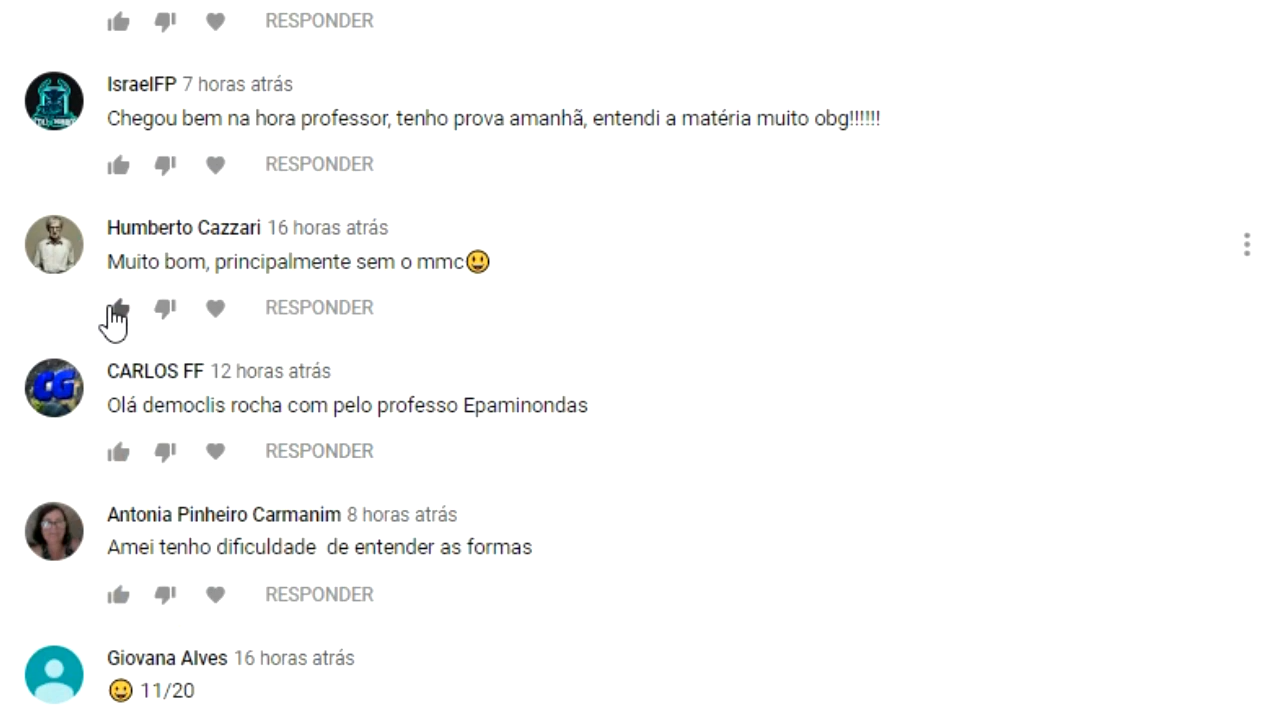 RESPONDER
IsraelFP 7 horas atrás
Chegou bem na hora professor, tenho prova amanhã, entendi a matéria muito obg!!!!!!
RESPONDER
Humberto Cazzari 16 horas atrás
Muito bom, principalmente sem o mmc😃
RESPONDER
CARLOS FF 12 horas atrás
Olá democlis rocha com pelo professo Epaminondas
RESPONDER
CG
Antonia Pinheiro Carmanim 8 horas atrás
Amei tenho dificuldade  de entender as formas
RESPONDER
Giovana Alves 16 horas atrás
😀 11/20